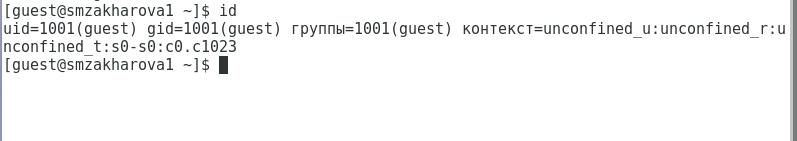 [guest@smzakharova1 ~]$ id
uid=1001(guest) gid=1001(guest) группы=1001(guest) контекст=unconfined_u:unconfined_r:u
nconfined_t:s0-s0:c0.c1023
[guest@smzakharova1 ~]$